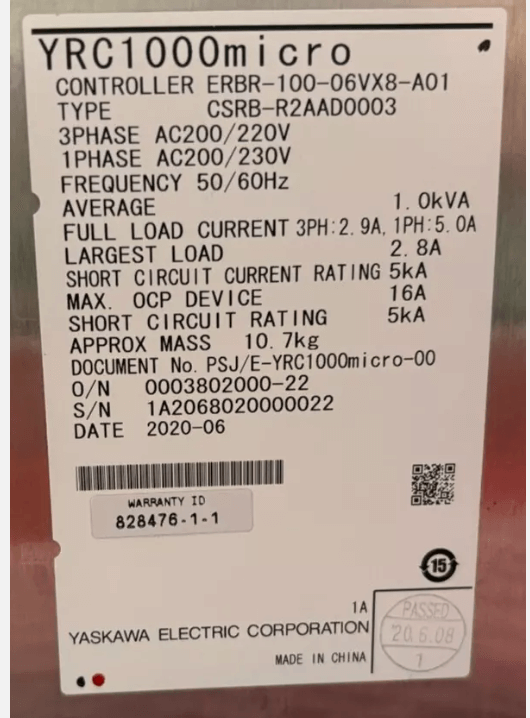 YRC1000micro
CONTROLLER ERBR-100-06VX8-A01
TYPE CSRB-R2AAD0003
3PHASE AC200/220V
1PHASE AC200/230V
FREQUENCY 50/60Hz
AVERAGE 1.0kVA
FULL LOAD CURRENT 3PH:2.9A, 1PH:5.0A
LARGEST LOAD 2.8A
SHORT CIRCUIT CURRENT RATING 5kA
MAX. OCP DEVICE 16A
SHORT CIRCUIT RATING 5kA
APPROX MASS 10.7kg
DOCUMENT No. PSJ/E-YRC1000micro-00
O/N 0003802000-22
S/N 1A2068020000022
DATE 2020-06
WARRANTY ID
828476-1-1
15
1A
YASKAWA ELECTRIC CORPORATION
MADE IN CHINA
PASSED
20.6.08
1